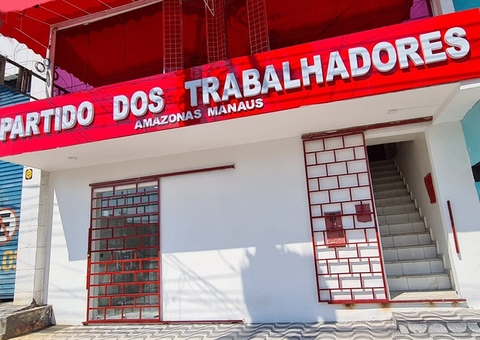 PARTIDO DOS TRABALHADORES
AMAZONAS MANAUS